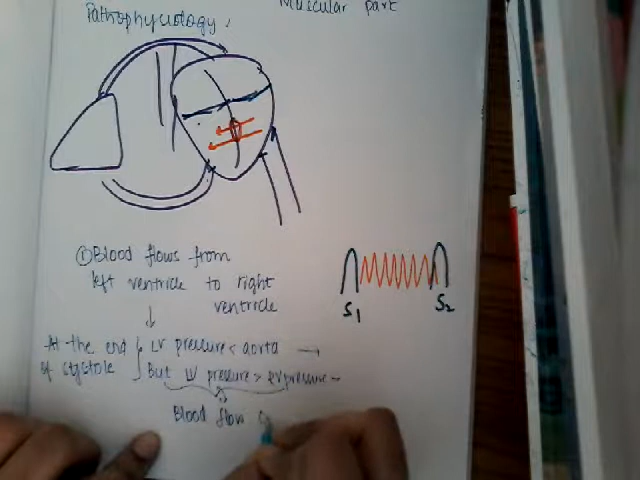 Muscular part
Pathophysiology,
① Blood flows from
left ventricle to right
ventricle
S1
S2
At the end
of systole
LV pressure < aorta
But LV pressure > RV pressure
Blood flow